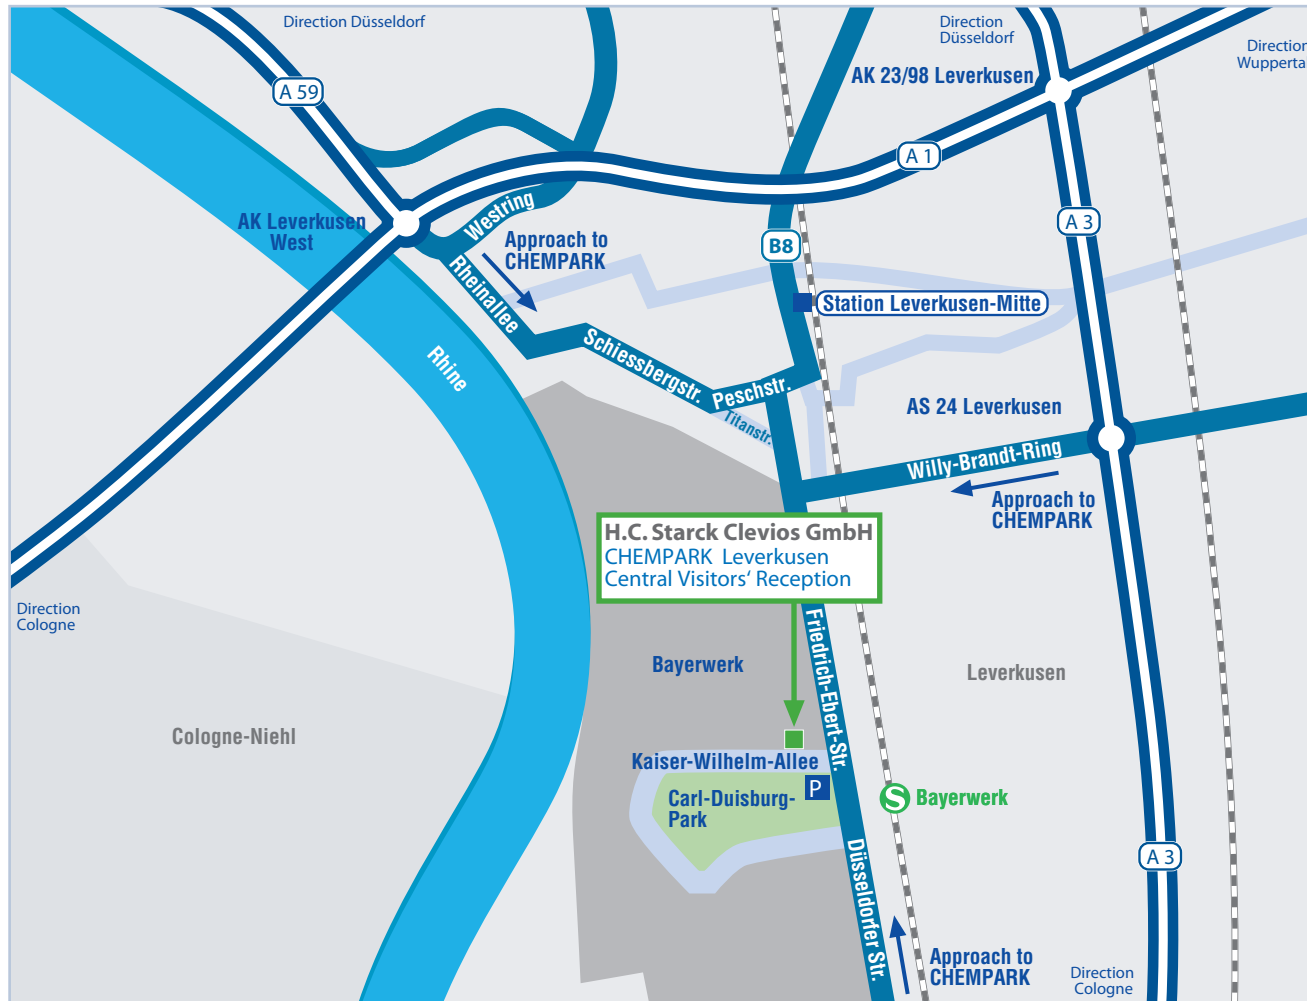 Direction Düsseldorf
Direction
Düsseldorf
Direction
Wupperta
AK 23/98 Leverkusen
A 59
A 1
AK Leverkusen
West
Westring
Approach to
CHEMPARK
B8
A 3
Rheinallee
Station Leverkusen-Mitte
Rhine
Schiessbergstr.
Peschstr.
Titanstr.
AS 24 Leverkusen
Willy-Brandt-Ring
Approach to
CHEMPARK
H.C. Starck Clevios GmbH
CHEMPARK Leverkusen
Central Visitors‘ Reception
Direction
Cologne
Friedrich-Ebert-Str.
Bayerwerk
Leverkusen
Cologne-Niehl
Kaiser-Wilhelm-Allee
P
Carl-Duisburg-
Park
S Bayerwerk
Düsseldorfer Str.
A 3
Approach to
CHEMPARK
Direction
Cologne